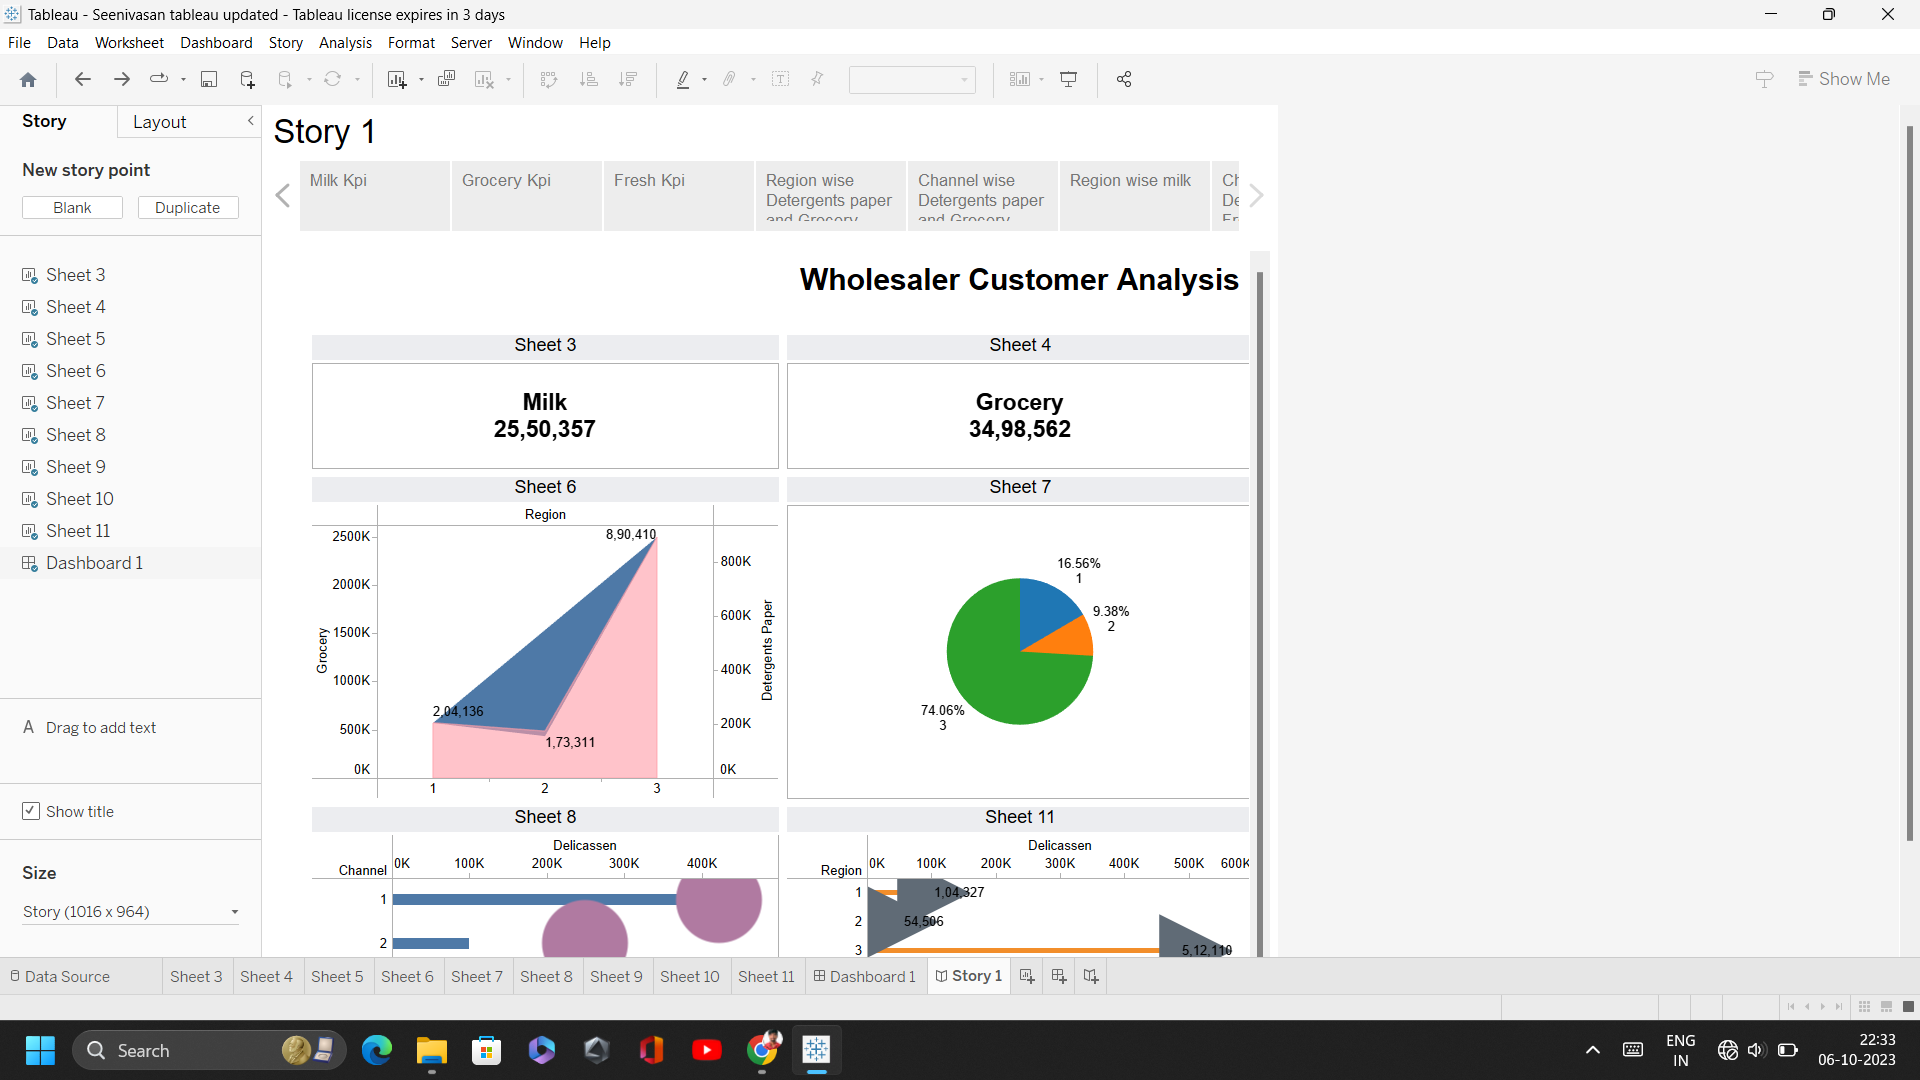 Tableau - Seenivasan tableau updated - Tableau license expires in 3 days
File Data Worksheet Dashboard Story Analysis Format Server Window Help
Show Me
Story Layout
New story point
Blank Duplicate
Sheet 3
Sheet 4
Sheet 5
Sheet 6
Sheet 7
Sheet 8
Sheet 9
Sheet 10
Sheet 11
Dashboard 1
A Drag to add text
Show title
Size
Story (1016 x 964)
Story 1
Milk Kpi
Grocery Kpi
Fresh Kpi
Region wise
Detergents paper
and Grocery
Channel wise
Detergents paper
and Grocery
Region wise milk
Wholesaler Customer Analysis
Sheet 3
Milk
25,50,357
Sheet 4
Grocery
34,98,562
Sheet 6
Region
2500K
2000K
1500K
1000K
500K
0K
Grocery
8,90,410
2,04,136
1,73,311
800K
600K
400K
200K
0K
Detergents Paper
1 2 3
Sheet 7
16.56%
1
9.38%
2
74.06%
3
Sheet 8
Delicassen
Channel 0K 100K 200K 300K 400K
1
2
Sheet 11
Delicassen
Region 0K 100K 200K 300K 400K 500K 600K
1 1,04,327
2 54,506
3 5,12,110
Data Source Sheet 3 Sheet 4 Sheet 5 Sheet 6 Sheet 7 Sheet 8 Sheet 9 Sheet 10 Sheet 11 Dashboard 1 Story 1
Search
ENG
IN
22:33
06-10-2023